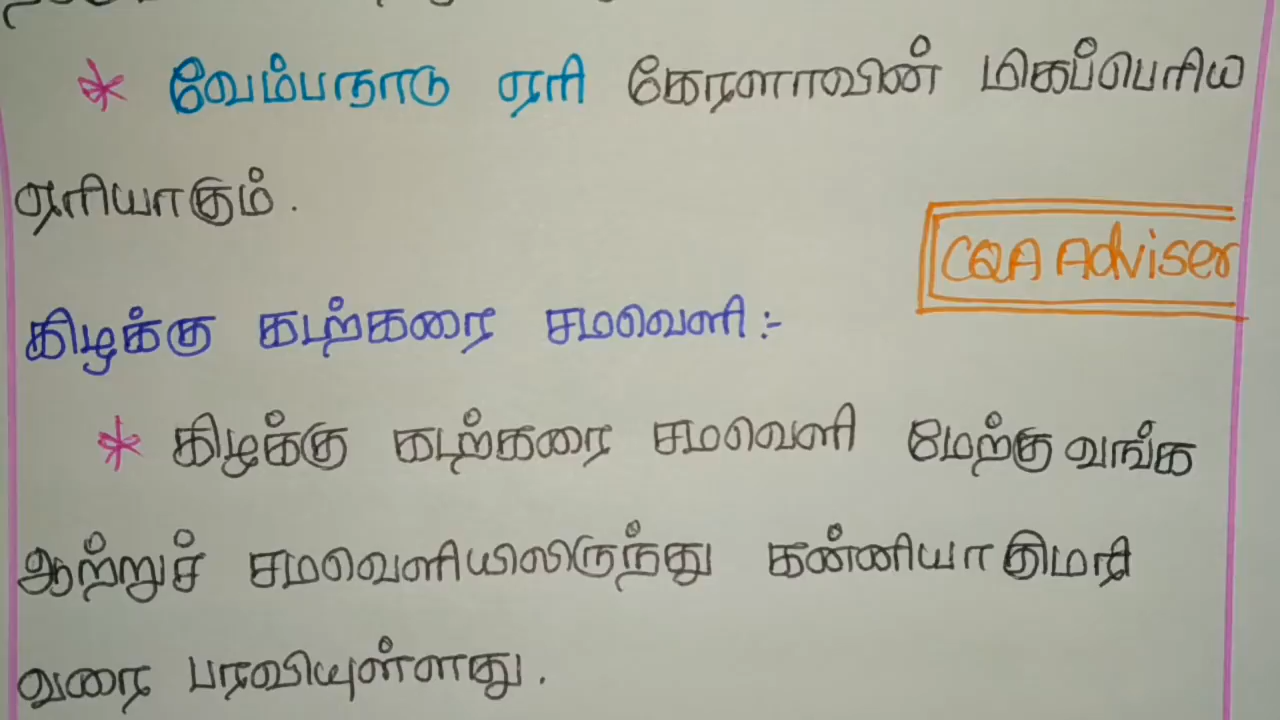 * வேம்பநாடு ஏரி கேரளாவின் மிகப்பெரிய
ஏரியாகும்.
CQA Adviser
கிழக்கு கடற்கரை சமவெளி:-
* கிழக்கு கடற்கரை சமவெளி மேற்கு வங்க
ஆற்றுச் சமவெளியிலிருந்து கன்னியாகுமரி
வரை பரவியுள்ளது.